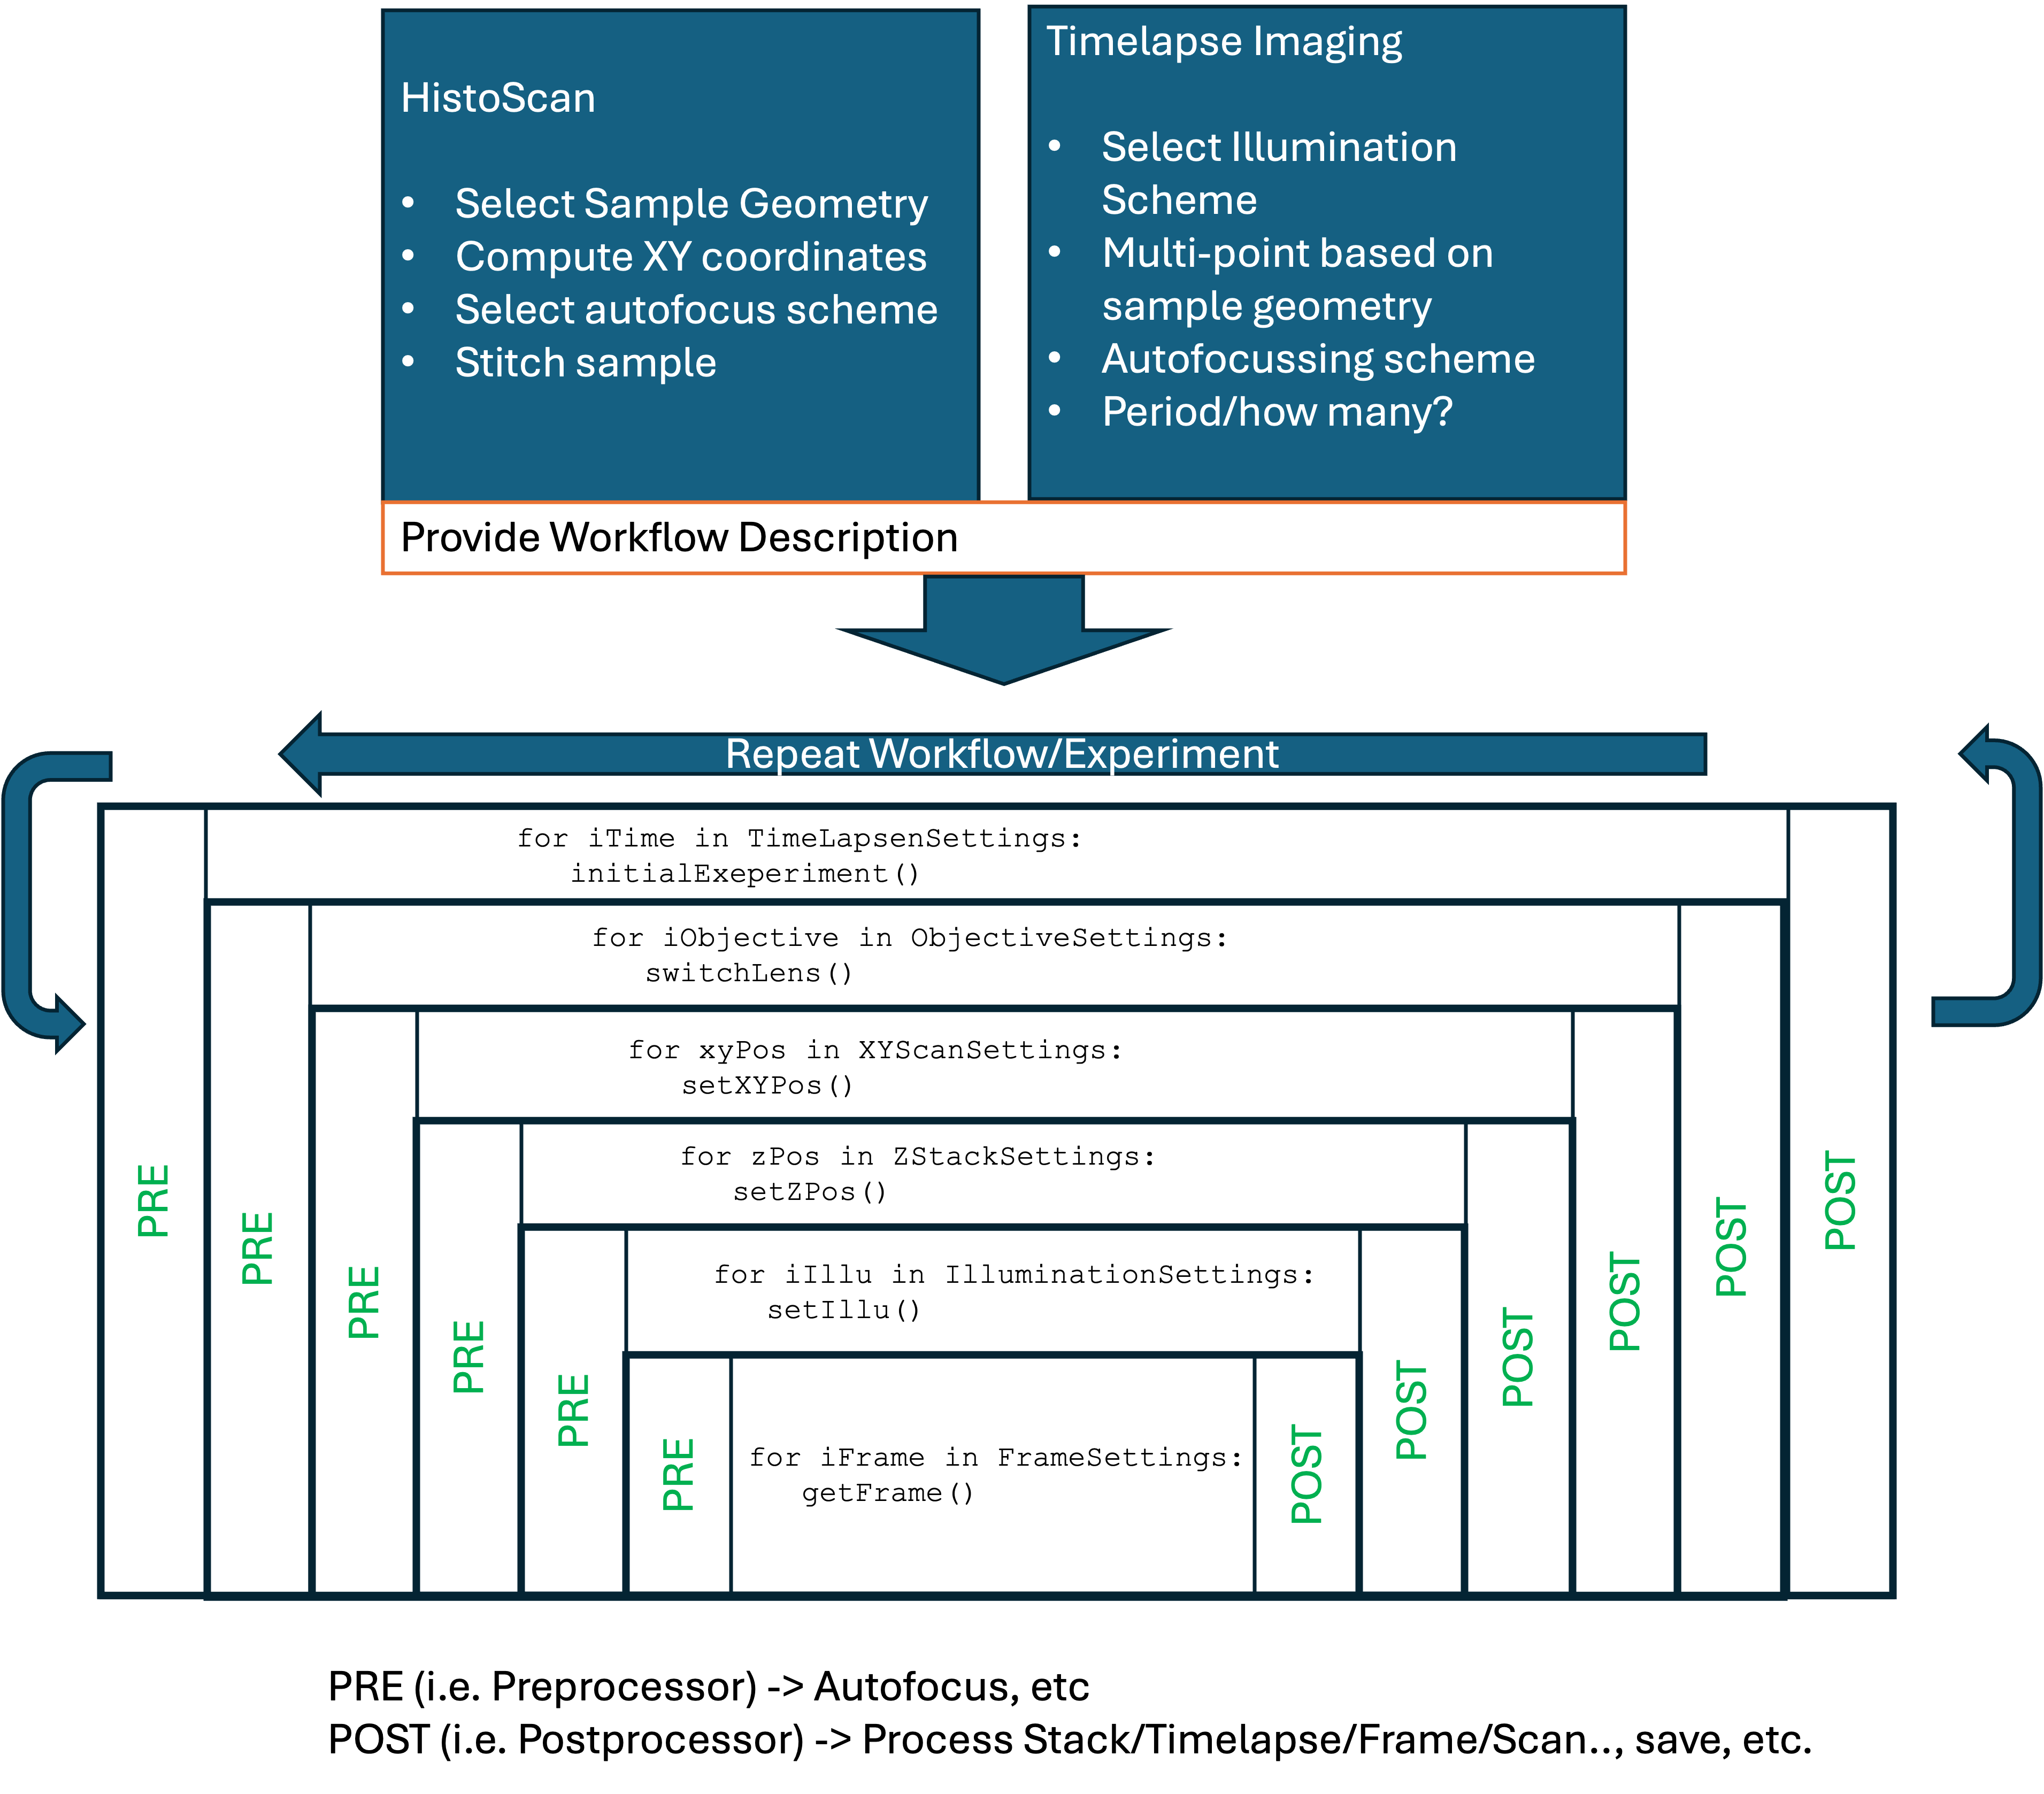 HistoScan
• Select Sample Geometry
• Compute XY coordinates
• Select autofocus scheme
• Stitch sample
Timelapse Imaging
• Select Illumination
Scheme
• Multi-point based on
sample geometry
• Autofocussing scheme
• Period/how many?
Provide Workflow Description
Repeat Workflow/Experiment
for iTime in TimeLapsenSettings:
initialExeperiment()
for iObjective in ObjectiveSettings:
switchLens()
for xyPos in XYScanSettings:
setXYPos()
for zPos in ZStackSettings:
setZPos()
for iIllu in IlluminationSettings:
setIllu()
for iFrame in FrameSettings:
getFrame()
PRE
PRE
PRE
PRE
PRE
PRE
POST
POST
POST
POST
POST
POST
PRE (i.e. Preprocessor) -> Autofocus, etc
POST (i.e. Postprocessor) -> Process Stack/Timelapse/Frame/Scan.., save, etc.